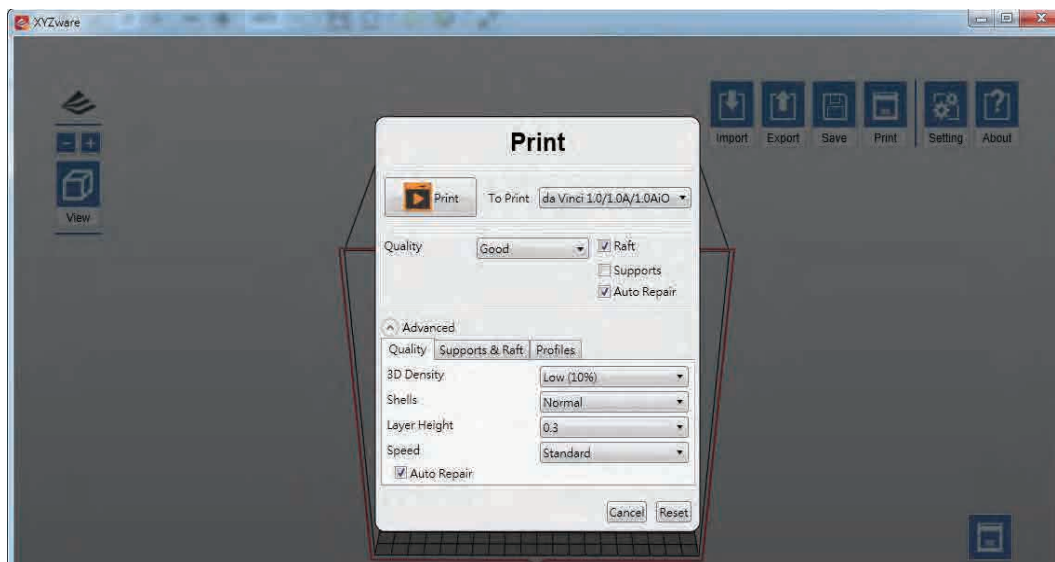 XYZware
Import Export Save Print Setting About
View
Print
Print To Print da Vinci 1.0/1.0A/1.0AiO
Quality Good Raft
Supports
Auto Repair
Advanced
Quality Supports & Raft Profiles
3D Density Low (10%)
Shells Normal
Layer Height 0.3
Speed Standard
Auto Repair
Cancel Reset